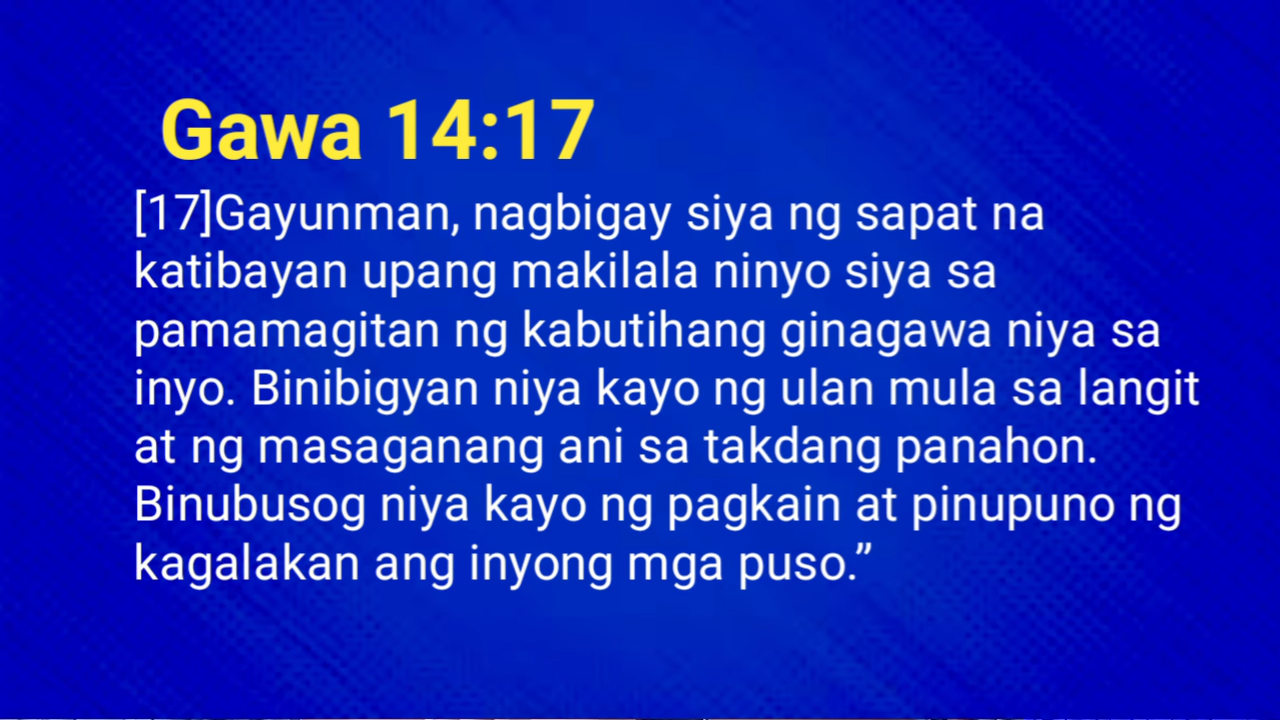 Gawa 14:17
[17]Gayunman, nagbigay siya ng sapat na
katibayan upang makilala ninyo siya sa
pamamagitan ng kabutihang ginagawa niya sa
inyo. Binibigyan niya kayo ng ulan mula sa langit
at ng masaganang ani sa takdang panahon.
Binubusog niya kayo ng pagkain at pinupuno ng
kagalakan ang inyong mga puso.”